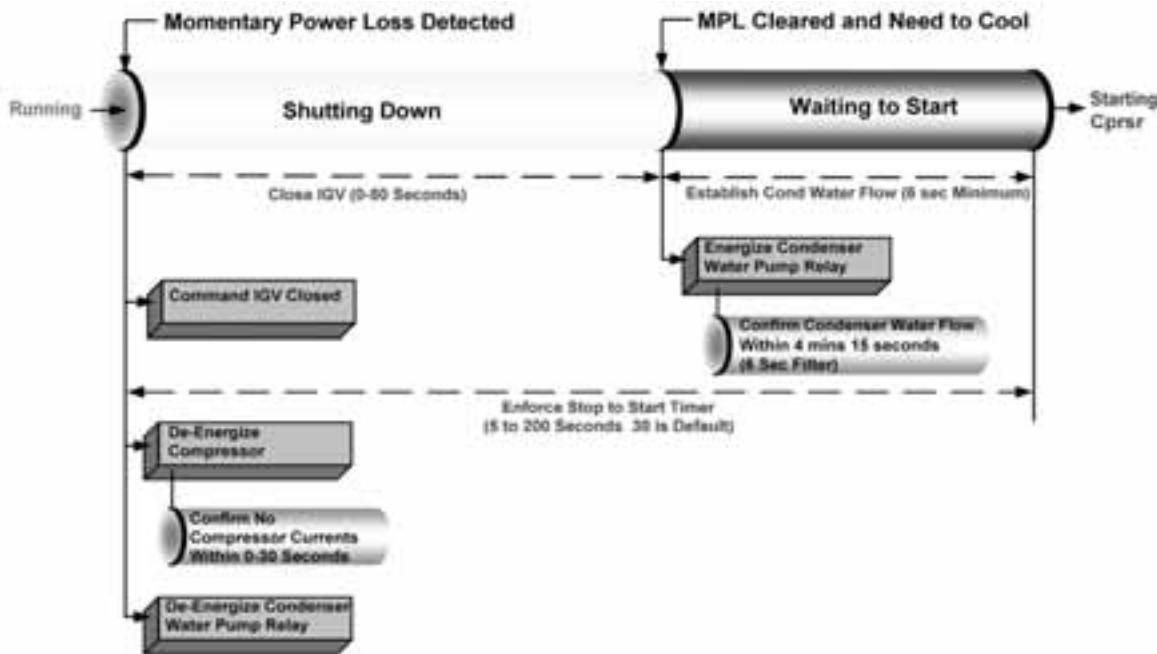 Momentary Power Loss Detected
MPL Cleared and Need to Cool
Running
Shutting Down
Waiting to Start
Starting
Cprsr
Close IGV (0-60 Seconds)
Establish Cond Water Flow (6 sec Minimum)
Energize Condenser
Water Pump Relay
Command IGV Closed
Confirm Condenser Water Flow
Within 4 mins 15 seconds
(6 Sec Filter)
Enforce Stop to Start Timer
(5 to 200 Seconds 30 is Default)
De-Energize
Compressor
Confirm No
Compressor Currents
Within 0-30 Seconds
De-Energize Condenser
Water Pump Relay